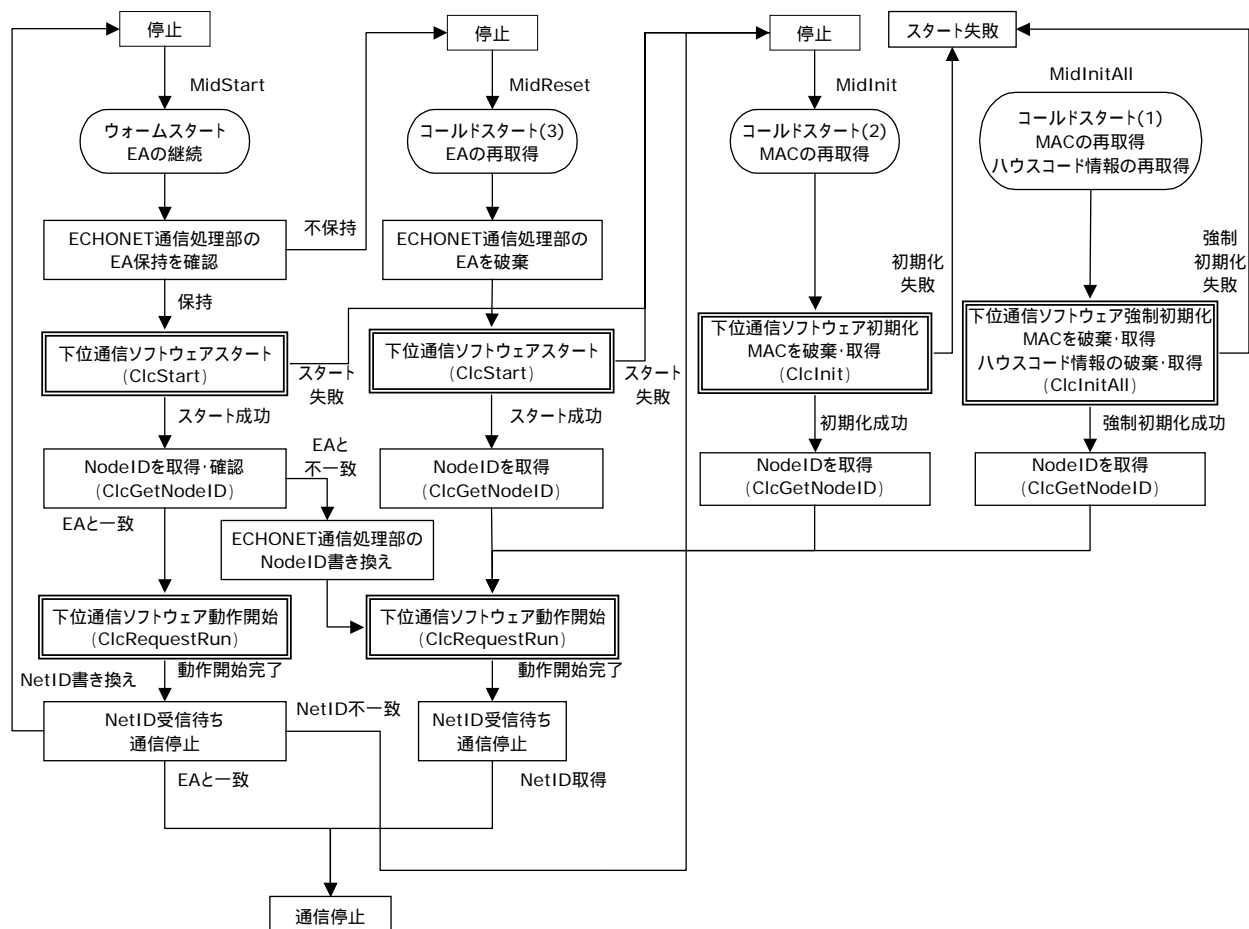 停止
停止
停止
スタート失敗
MidStart
MidReset
MidInit
MidInitAll
ウォームスタート
EAの継続
コールドスタート(3)
EAの再取得
コールドスタート(2)
MACの再取得
コールドスタート(1)
MACの再取得
ハウスコード情報の再取得
ECHONET通信処理部の
EA保持を確認
不保持
ECHONET通信処理部の
EAを破棄
初期化
失敗
強制
初期化
失敗
保持
下位通信ソフトウェアスタート
(ClcStart)
スタート
失敗
下位通信ソフトウェアスタート
(ClcStart)
スタート
失敗
下位通信ソフトウェア初期化
MACを破棄・取得
(ClcInit)
下位通信ソフトウェア強制初期化
MACを破棄・取得
ハウスコード情報の破棄・取得
(ClcInitAll)
スタート成功
スタート成功
初期化成功
強制初期化成功
NodeIDを取得・確認
(ClcGetNodeID)
EAと
不一致
NodeIDを取得
(ClcGetNodeID)
NodeIDを取得
(ClcGetNodeID)
NodeIDを取得
(ClcGetNodeID)
EAと一致
ECHONET通信処理部の
NodeID書き換え
下位通信ソフトウェア動作開始
(ClcRequestRun)
下位通信ソフトウェア動作開始
(ClcRequestRun)
NetID書き換え
動作開始完了
動作開始完了
NetID受信待ち
通信停止
NetID不一致
NetID受信待ち
通信停止
EAと一致
NetID取得
通信停止